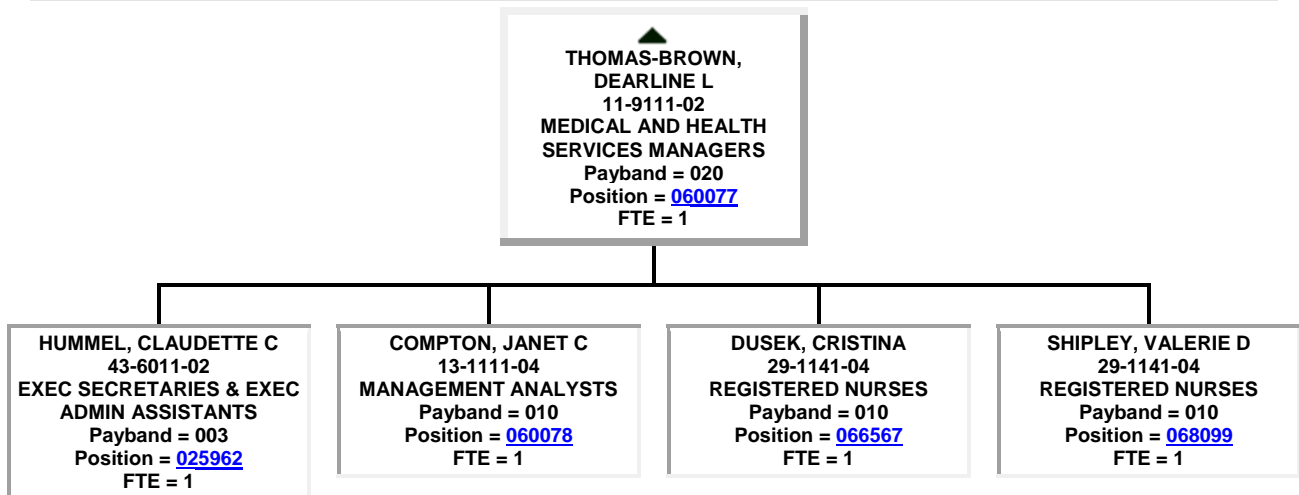 THOMAS-BROWN,
DEARLINE L
11-9111-02
MEDICAL AND HEALTH
SERVICES MANAGERS
Payband = 020
Position = 060077
FTE = 1
HUMMEL, CLAUDETTE C
43-6011-02
EXEC SECRETARIES & EXEC
ADMIN ASSISTANTS
Payband = 003
Position = 025962
FTE = 1
COMPTON, JANET C
13-1111-04
MANAGEMENT ANALYSTS
Payband = 010
Position = 060078
FTE = 1
DUSEK, CRISTINA
29-1141-04
REGISTERED NURSES
Payband = 010
Position = 066567
FTE = 1
SHIPLEY, VALERIE D
29-1141-04
REGISTERED NURSES
Payband = 010
Position = 068099
FTE = 1